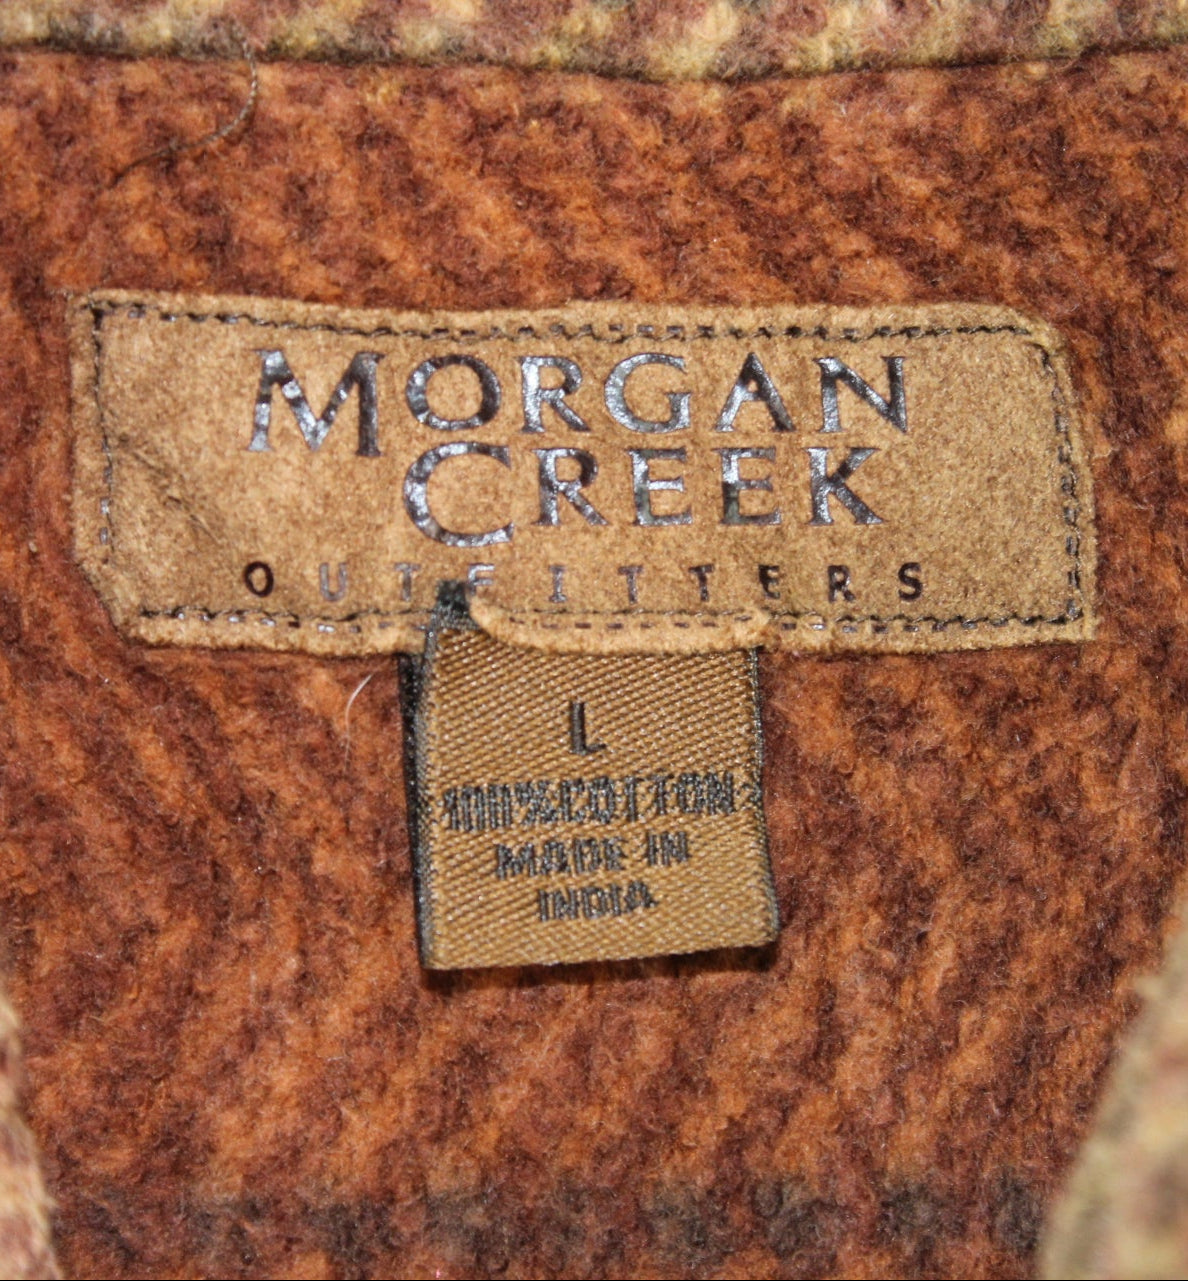 MORGAN
CREEK
OUTFITTERS
L
100% COTTON
MADE IN
INDIA